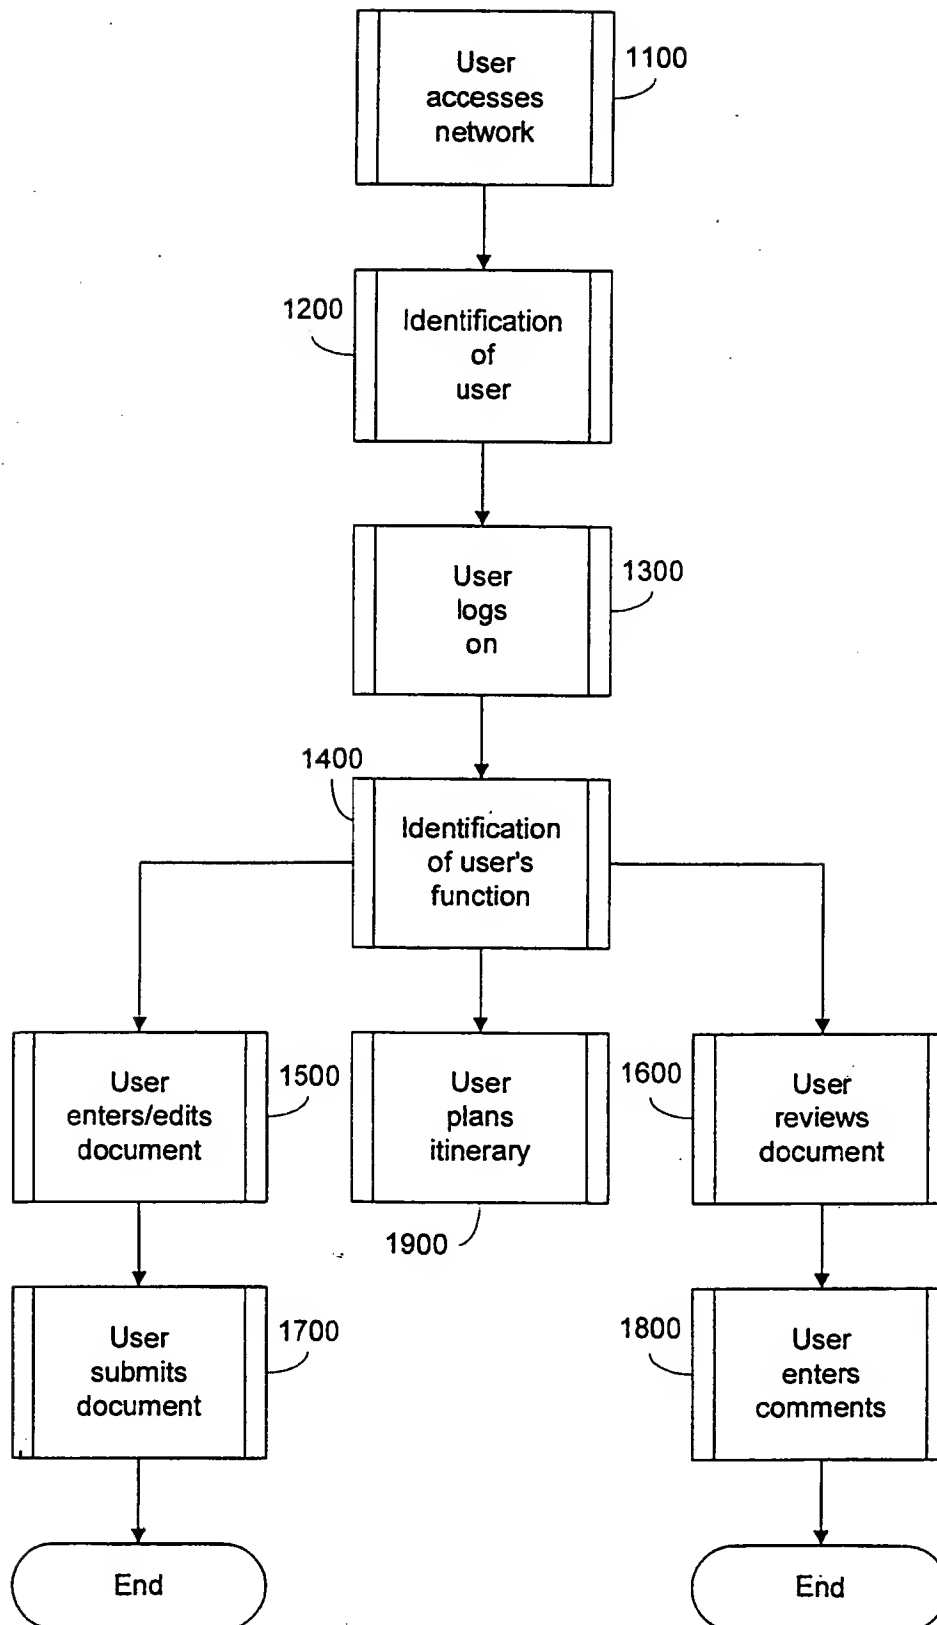 User
accesses
network
1100
1200
Identification
of
user
User
logs
on
1300
1400
Identification
of user's
function
User
enters/edits
document
1500
User
plans
itinerary
1900
1600
User
reviews
document
User
submits
document
1700
1800
User
enters
comments
End
End